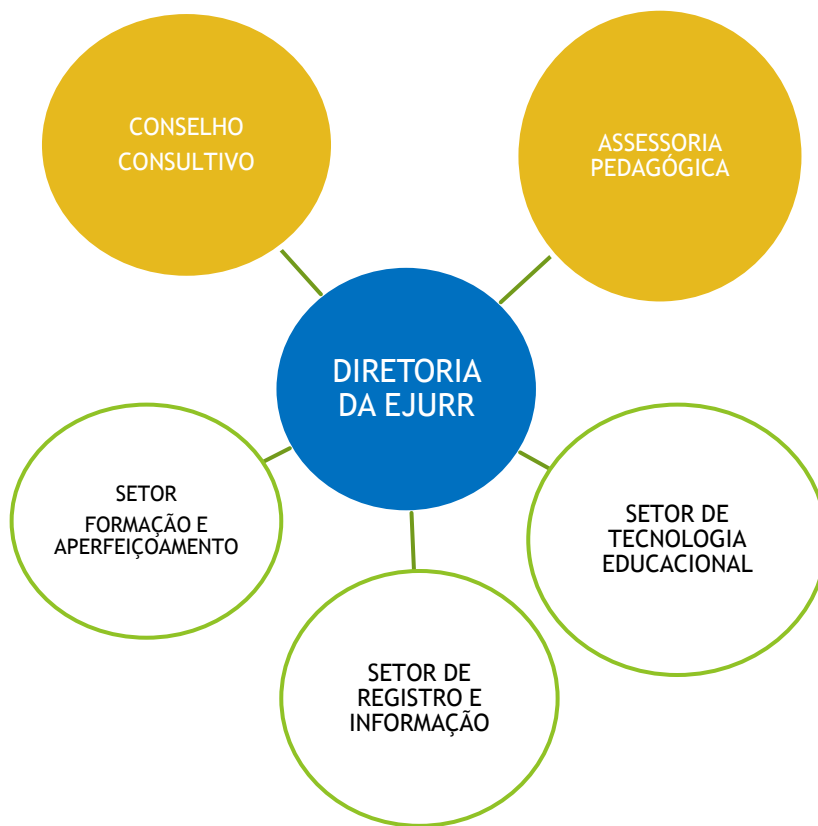 CONSELHO
CONSULTIVO
ASSESSORIA
PEDAGÓGICA
DIRETORIA
DA EJURR
SETOR
FORMAÇÃO E
APERFEIÇOAMENTO
SETOR DE
TECNOLOGIA
EDUCACIONAL
SETOR DE
REGISTRO E
INFORMAÇÃO